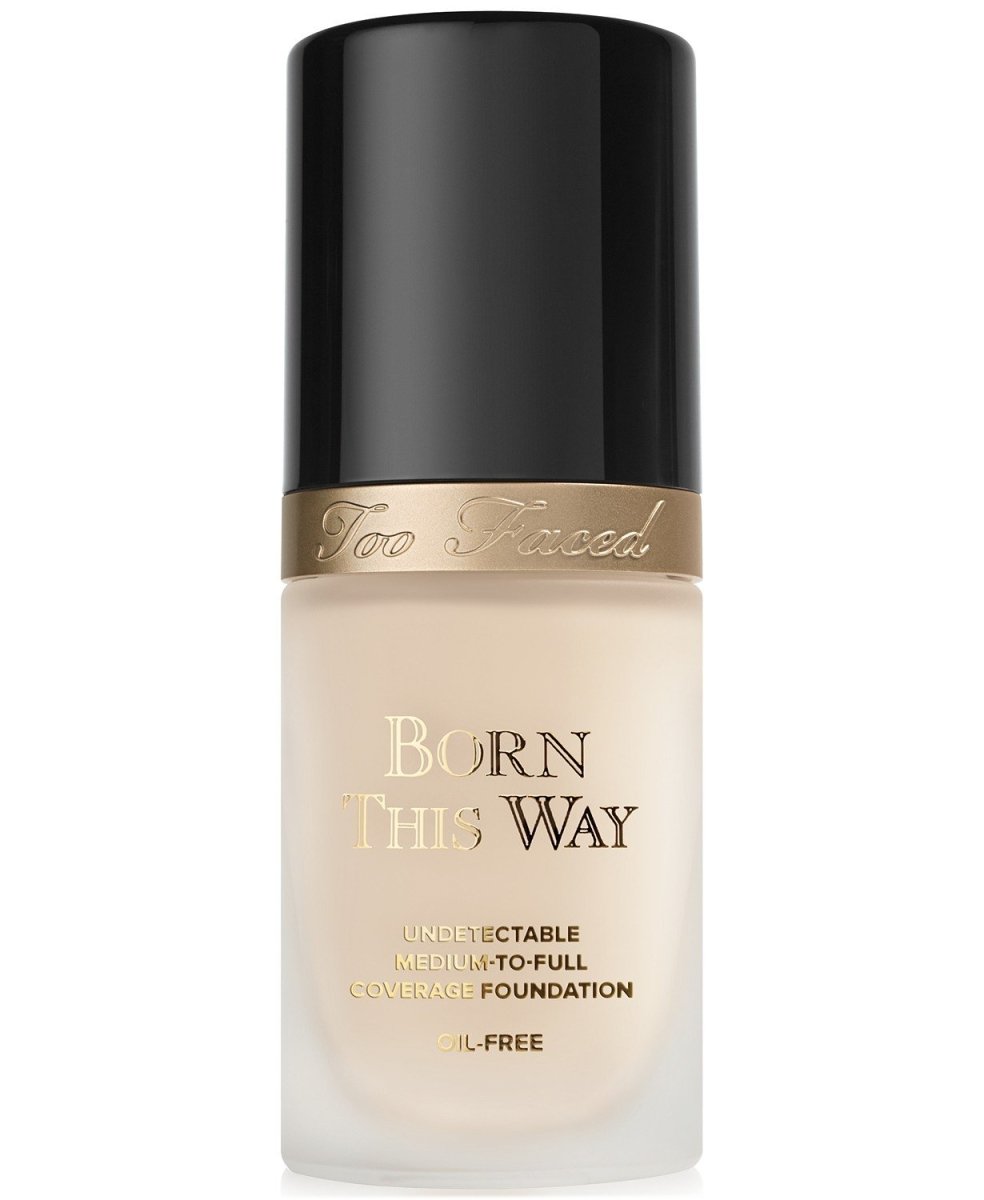 Too Faced
BORN
THIS WAY
UNDETECTABLE
MEDIUM-TO-FULL
COVERAGE FOUNDATION
OIL-FREE